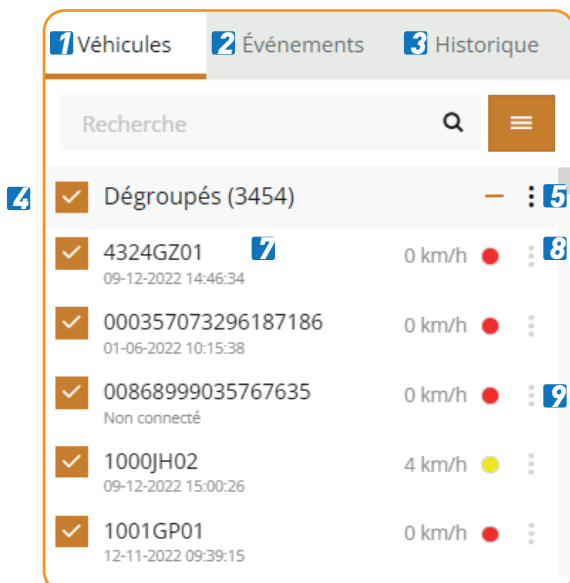 1 Véhicules 2 Événements 3 Historique
Recherche
4 Dégroupés (3454) 5
4324GZ01 7 0 km/h 8
09-12-2022 14:46:34
000357073296187186 0 km/h
01-06-2022 10:15:38
00868999035767635 0 km/h 9
Non connecté
1000JH02 4 km/h
09-12-2022 15:00:26
1001GP01 0 km/h
12-11-2022 09:39:15